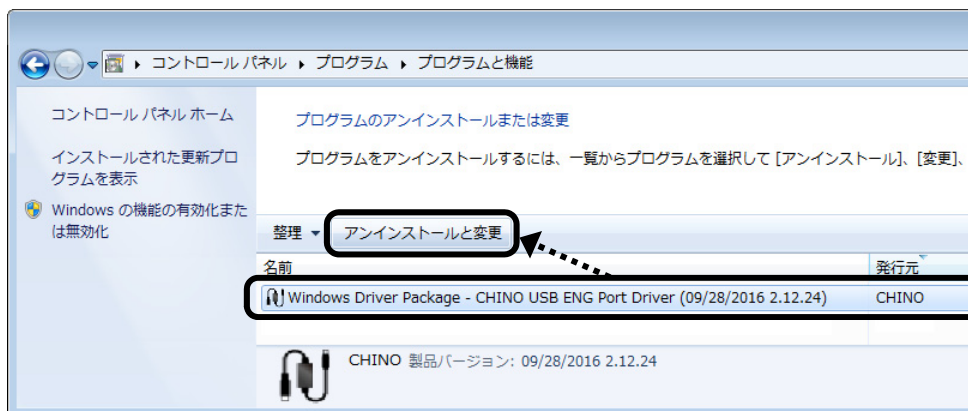 コントロール パネル ▸ プログラム ▸ プログラムと機能
コントロール パネル ホーム
インストールされた更新プロ
グラムを表示
Windows の機能の有効化また
は無効化
プログラムのアンインストールまたは変更
プログラムをアンインストールするには、一覧からプログラムを選択して [アンインストール]、[変更]、
整理 アンインストールと変更
名前 発行元
Windows Driver Package - CHINO USB ENG Port Driver (09/28/2016 2.12.24) CHINO
CHINO 製品バージョン: 09/28/2016 2.12.24